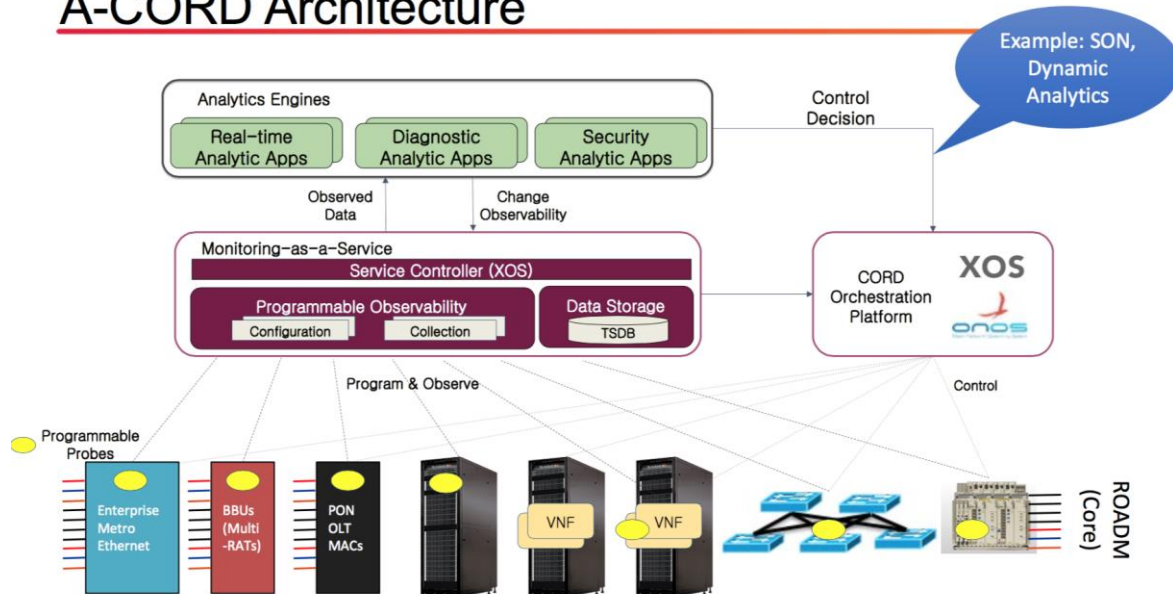 A-CORD Architecture
Example: SON,
Dynamic
Analytics
Analytics Engines
Real-time
Analytic Apps
Diagnostic
Analytic Apps
Security
Analytic Apps
Control
Decision
Observed
Data
Change
Observability
Monitoring-as-a-Service
Service Controller (XOS)
Programmable Observability
Configuration
Collection
Data Storage
TSDB
CORD
Orchestration
Platform
XOS
onos
Program & Observe
Control
Programmable
Probes
Enterprise
Metro
Ethernet
BBUs
(Multi
-RATs)
PON
OLT
MACs
VNF
VNF
ROADM
(Core)